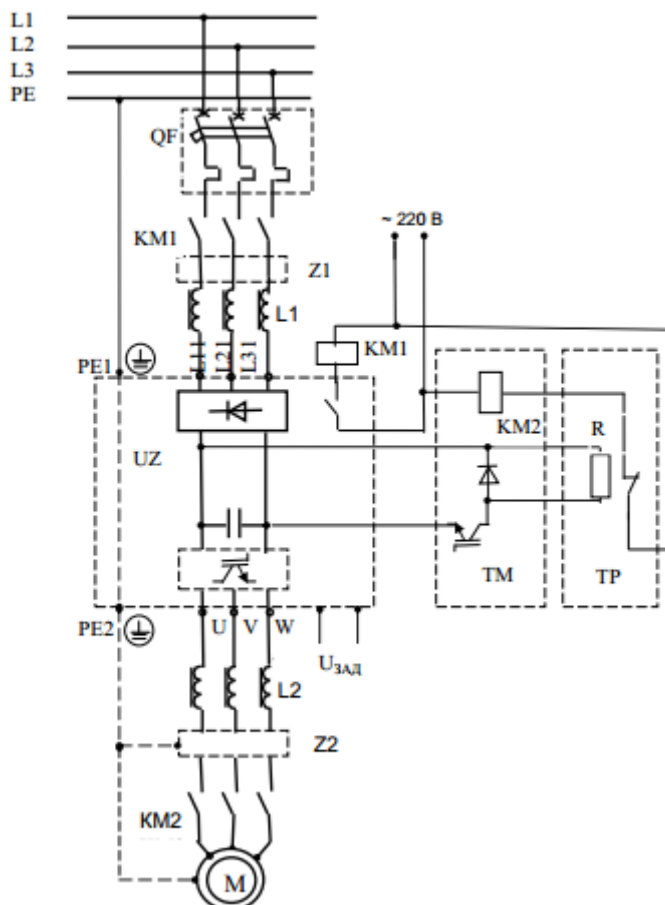 L1
L2
L3
PE
QF
~ 220 В
KM1
Z1
L1
KM1
L11
L21
L31
PE1
KM2
R
UZ
TM
TP
PE2
U
V
W
UЗАД
L2
Z2
KM2
M